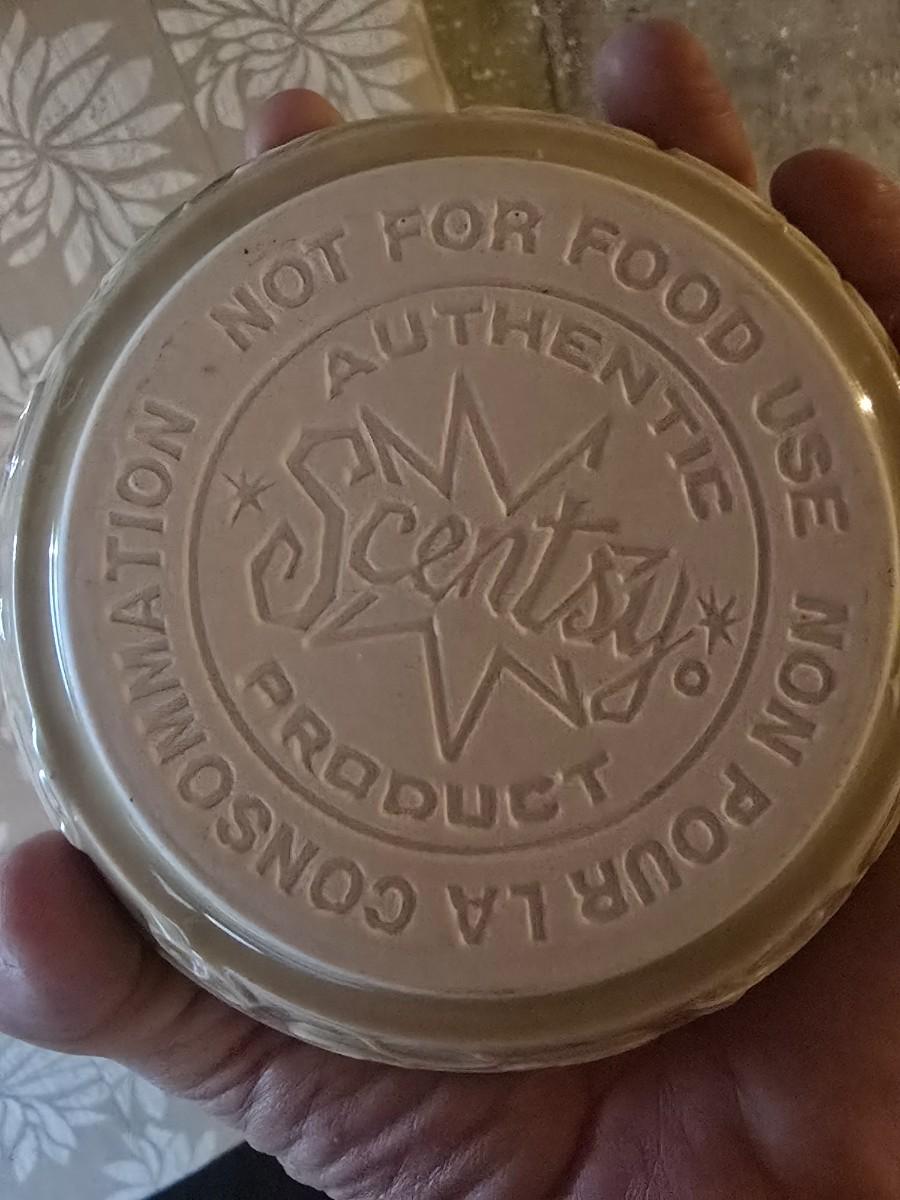 NOT FOR FOOD USE
NON POUR LA CONSOMMATION
AUTHENTIC
Scentsy
PRODUCT